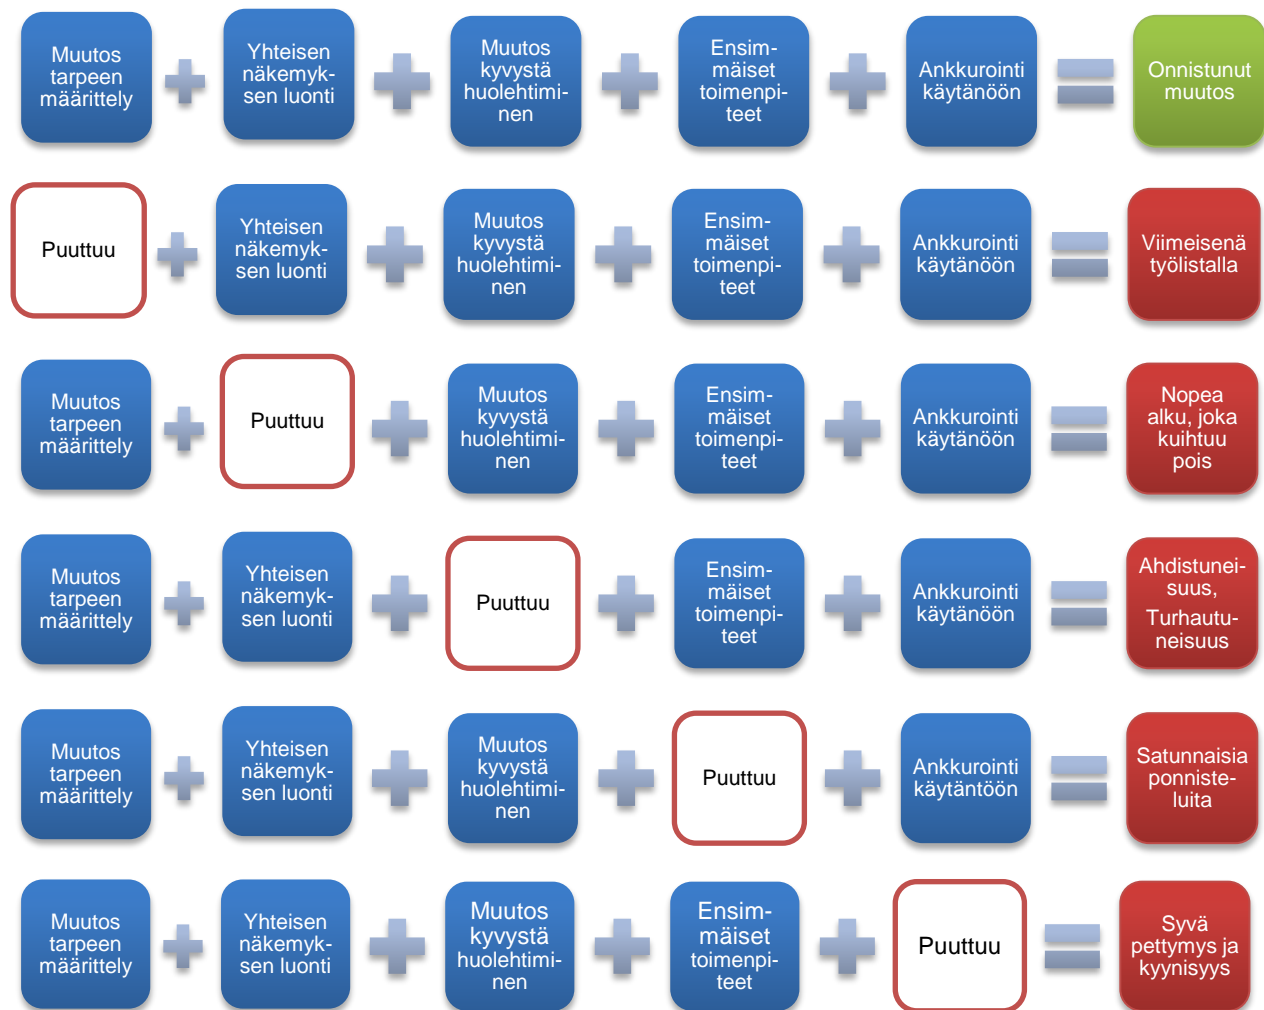 Muutos
tarpeen
määrittely
Yhteisen
näkemyk-
sen luonti
Muutos
kyvystä
huolehtimi-
nen
Ensim-
mäiset
toimenpi-
teet
Ankkurointi
käytänöön
Onnistunut
muutos
Puuttuu
Yhteisen
näkemyk-
sen luonti
Muutos
kyvystä
huolehtimi-
nen
Ensim-
mäiset
toimenpi-
teet
Ankkurointi
käytänöön
Viimeisenä
työlistalla
Muutos
tarpeen
määrittely
Puuttuu
Muutos
kyvystä
huolehtimi-
nen
Ensim-
mäiset
toimenpi-
teet
Ankkurointi
käytänöön
Nopea
alku, joka
kuihtuu
pois
Muutos
tarpeen
määrittely
Yhteisen
näkemyk-
sen luonti
Puuttuu
Ensim-
mäiset
toimenpi-
teet
Ankkurointi
käytänöön
Ahdistunei-
suus,
Turhautu-
neisuus
Muutos
tarpeen
määrittely
Yhteisen
näkemyk-
sen luonti
Muutos
kyvystä
huolehtimi-
nen
Puuttuu
Ankkurointi
käytäntöön
Satunnaisia
ponniste-
luita
Muutos
tarpeen
määrittely
Yhteisen
näkemyk-
sen luonti
Muutos
kyvystä
huolehtimi-
nen
Ensim-
mäiset
toimenpi-
teet
Puuttuu
Syvä
pettymys ja
kyynisyys